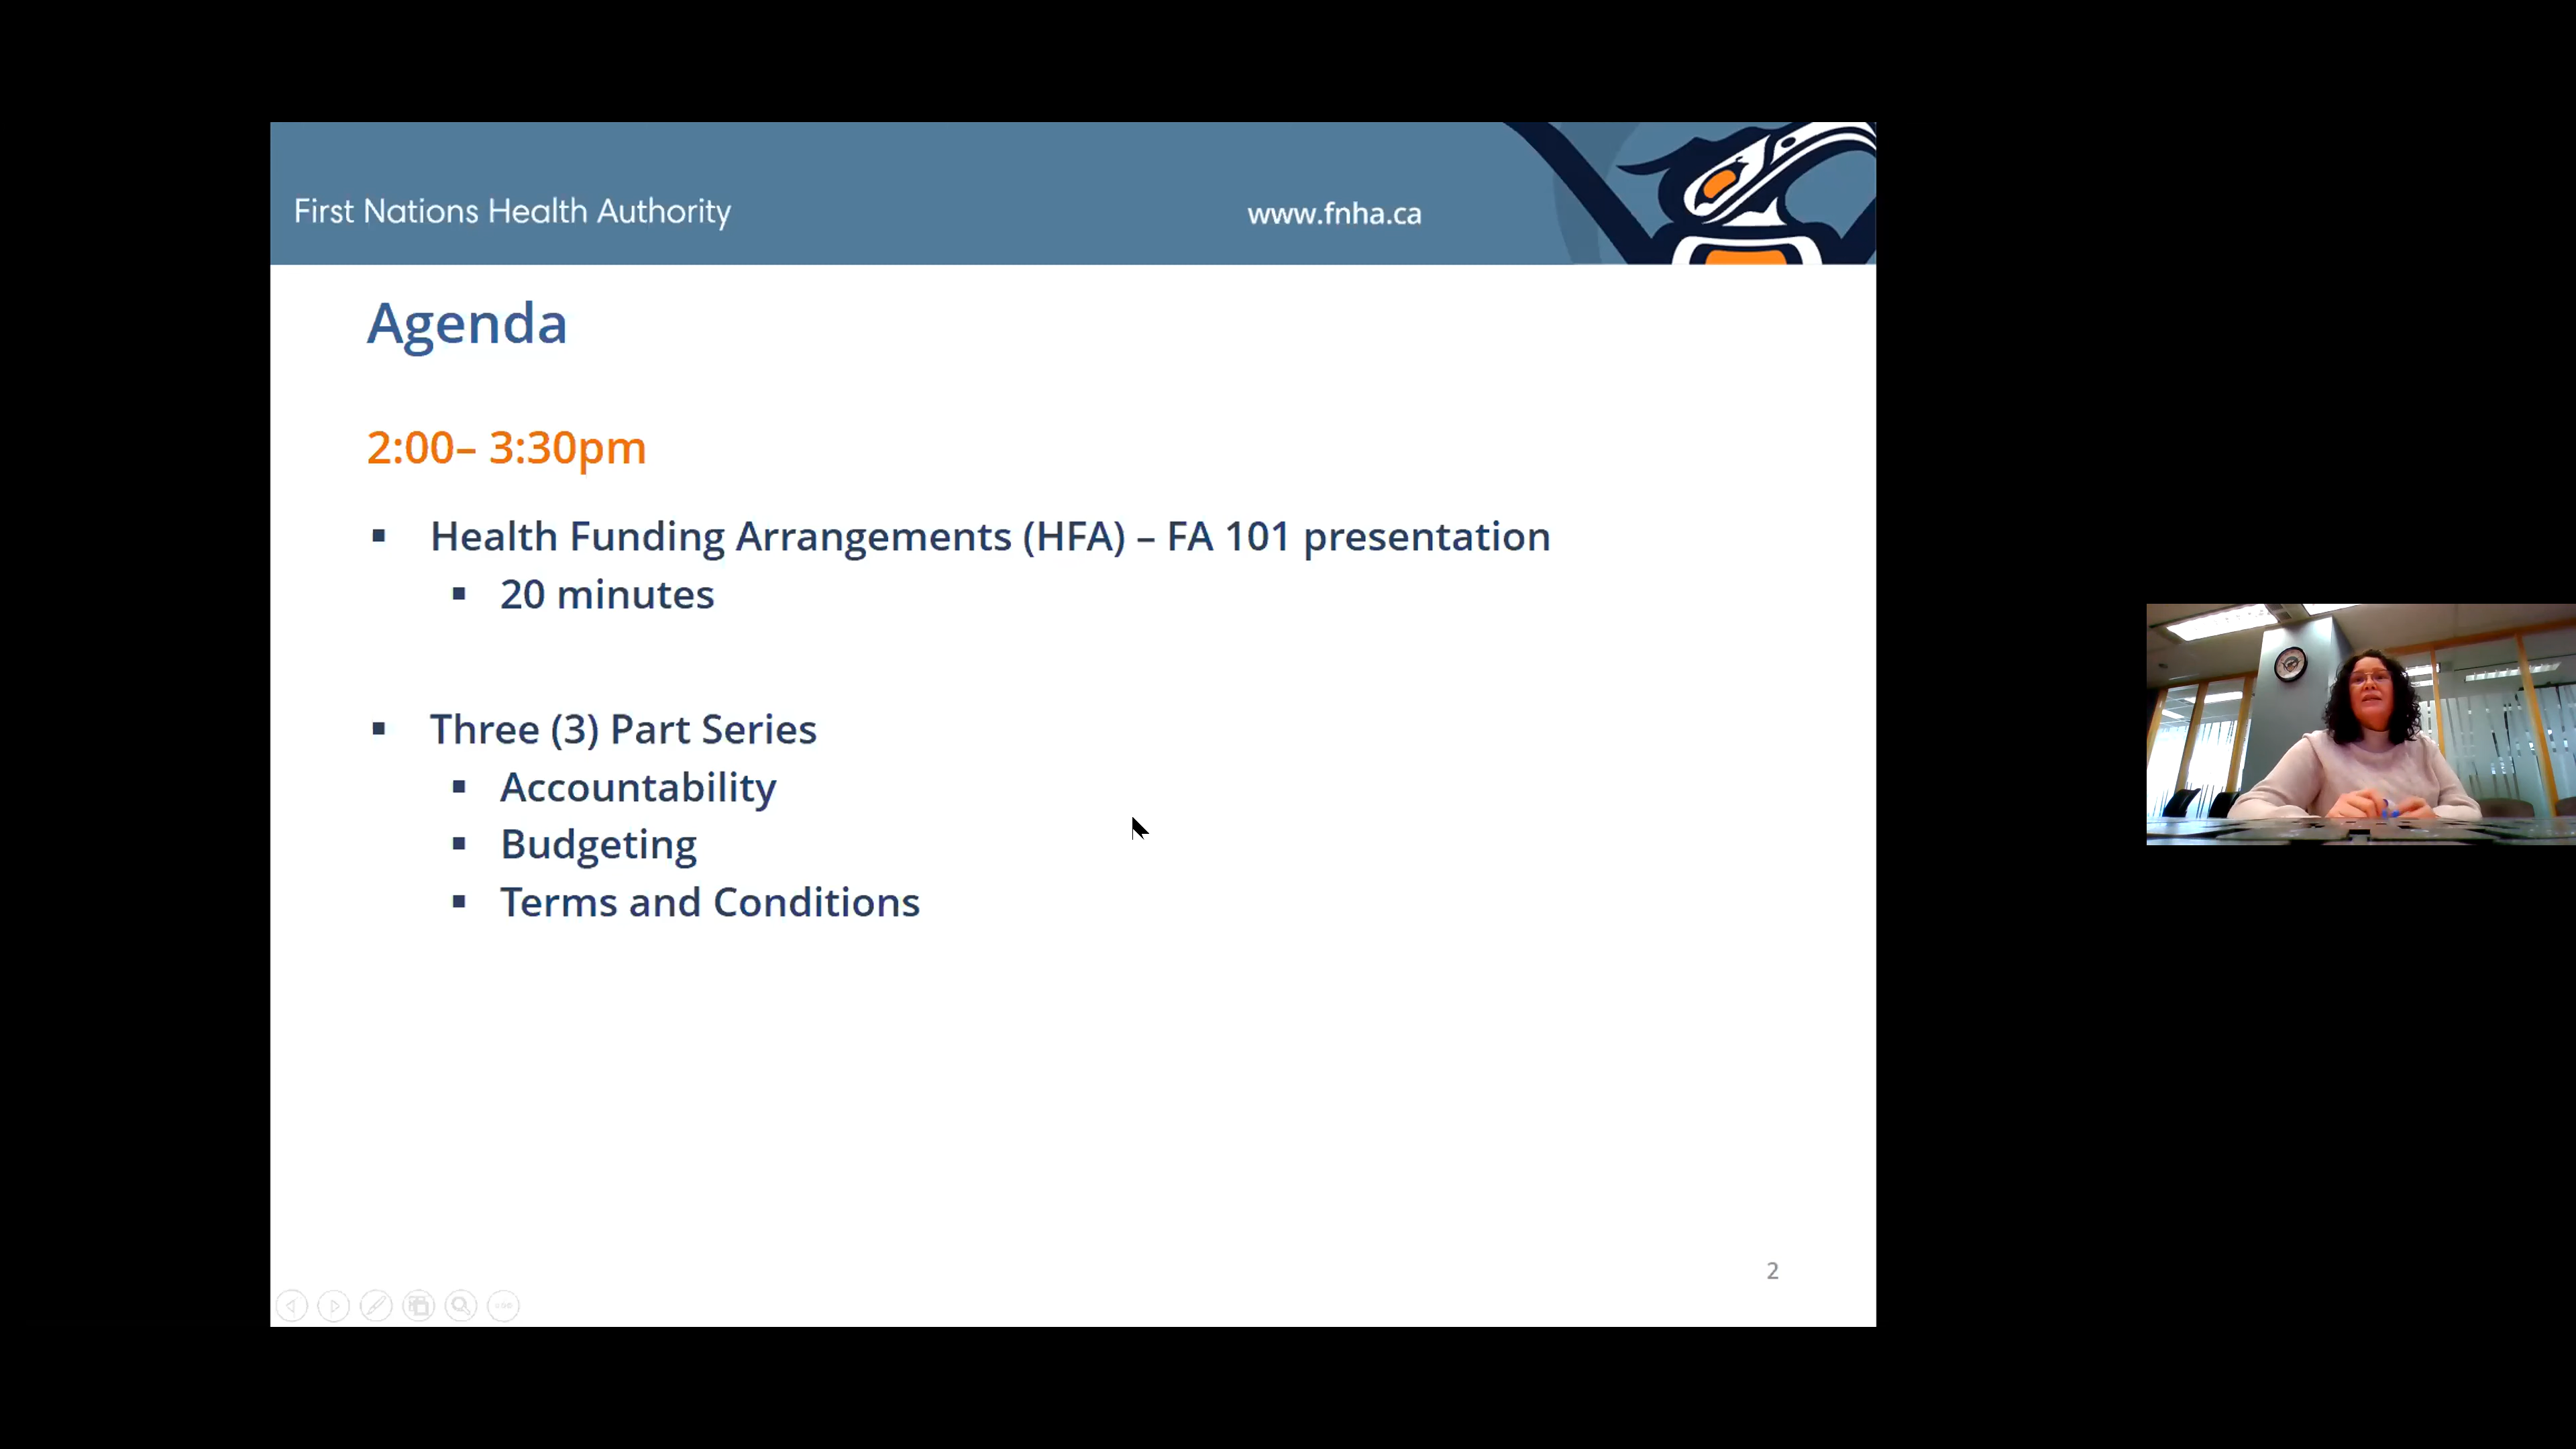 First Nations Health Authority
www.fnha.ca
Agenda
2:00– 3:30pm
▪ Health Funding Arrangements (HFA) – FA 101 presentation
▪ 20 minutes
▪ Three (3) Part Series
▪ Accountability
▪ Budgeting
▪ Terms and Conditions
2